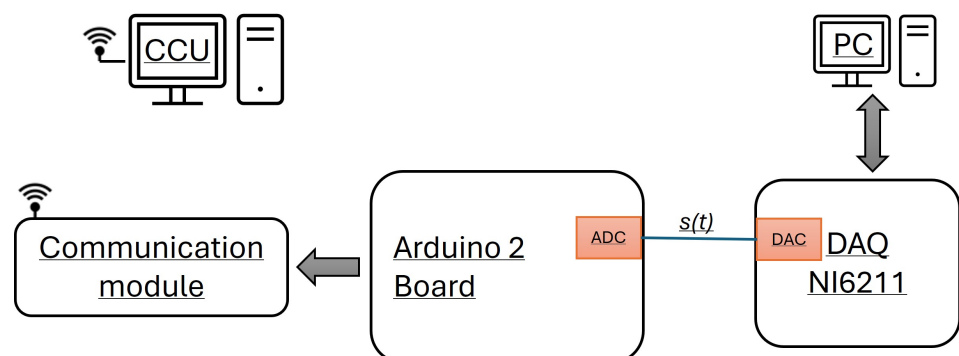 CCU
PC
Communication
module
Arduino 2
Board
ADC
s(t)
DAC
DAQ
NI6211